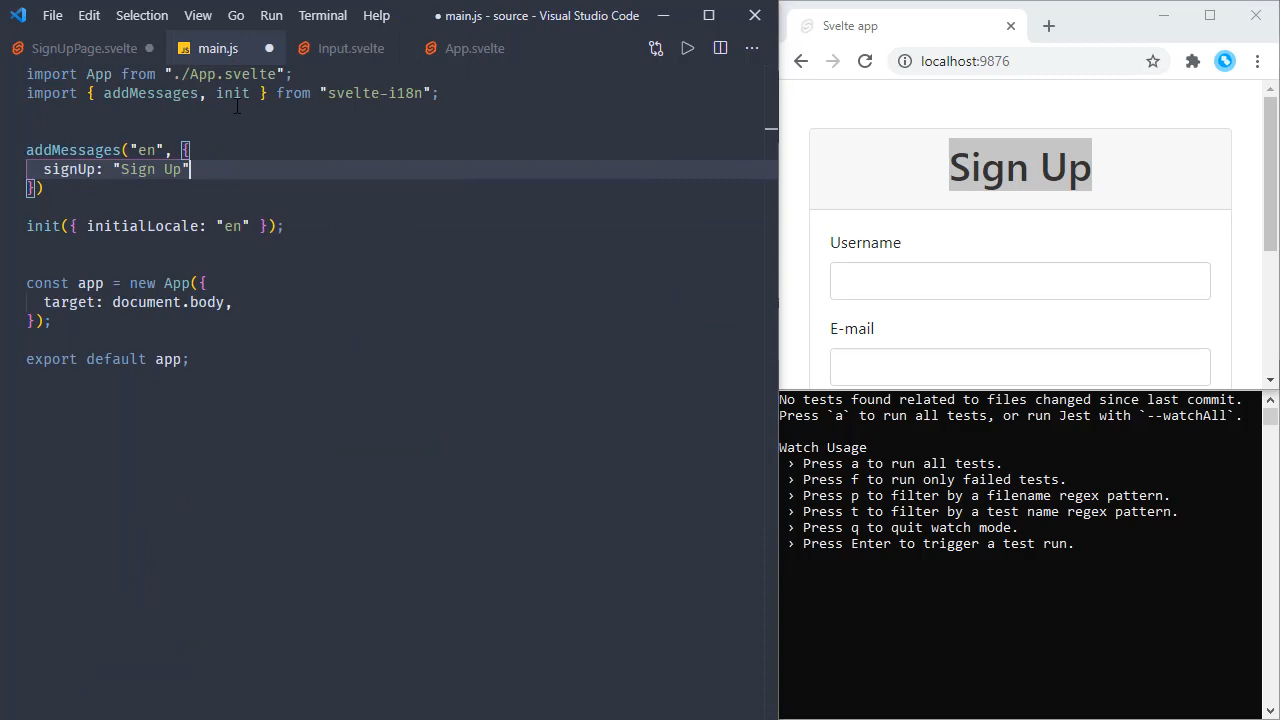 File Edit Selection View Go Run Terminal Help ● main.js - source - Visual Studio Code
SignUpPage.svelte JS main.js Input.svelte App.svelte
import App from "./App.svelte";
import { addMessages, init } from "svelte-i18n";
addMessages("en", {
signUp: "Sign Up"
})
init({ initialLocale: "en" });
const app = new App({
target: document.body,
});
export default app;
Svelte app
localhost:9876
Sign Up
Username
E-mail
No tests found related to files changed since last commit.
Press `a` to run all tests, or run Jest with `--watchAll`.
Watch Usage
› Press a to run all tests.
› Press f to run only failed tests.
› Press p to filter by a filename regex pattern.
› Press t to filter by a test name regex pattern.
› Press q to quit watch mode.
› Press Enter to trigger a test run.